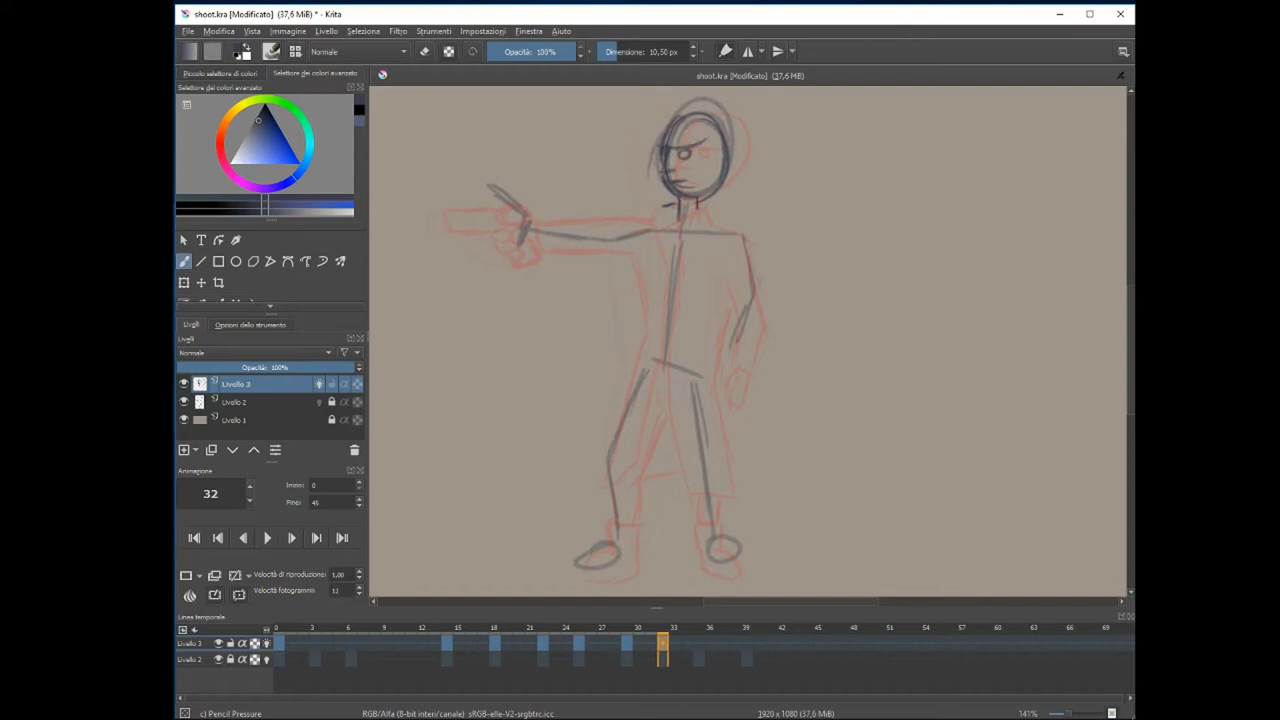 shoot.kra [Modificato] (37,6 MiB) * - Krita
File Modifica Vista Immagine Livello Seleziona Filtro Strumenti Impostazioni Finestra Aiuto
Normale Opacità: 100% Dimensione: 10,50 px
Piccolo selettore di colori Selettore dei colori avanzato
shoot.kra [Modificato] (37,6 MB)
Selettore dei colori avanzato
Livelli Opzioni dello strumento
Livelli
Normale
Opacità: 100%
Livello 3
Livello 2
Livello 1
Animazione
32
Inizio: 0
Fine: 45
Velocità di riproduzione: 1,00
Velocità fotogrammi: 12
Linea temporale
0 3 6 9 12 15 18 21 24 27 30 33 36 39 42 45 48 51 54 57 60 63 66 69
Livello 3
Livello 2
c) Pencil Pressure RGB/Alfa (8-bit interi/canale) sRGB-elle-V2-srgbtrc.icc 1920 x 1080 (37,6 MiB) 141%